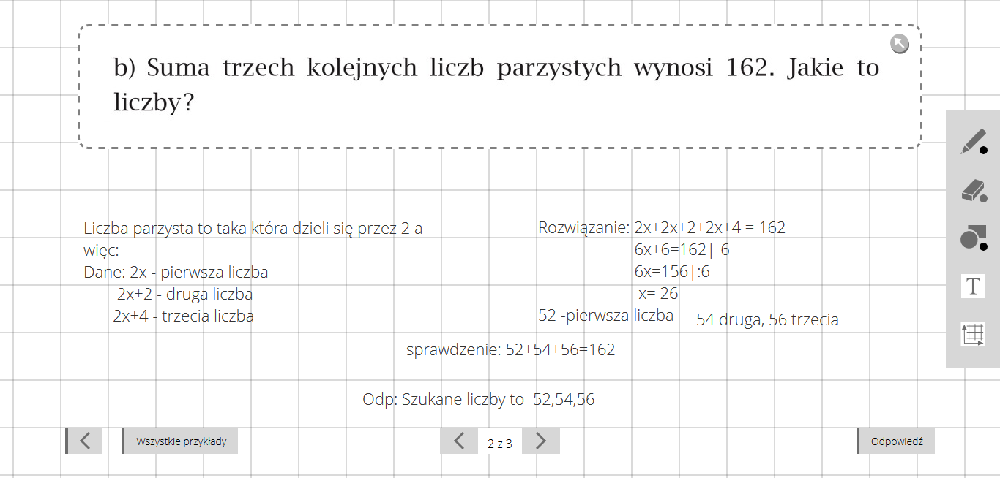 b) Suma trzech kolejnych liczb parzystych wynosi 162. Jakie to
liczby?
Liczba parzysta to taka która dzieli się przez 2 a
więc:
Dane: 2x - pierwsza liczba
2x+2 - druga liczba
2x+4 - trzecia liczba
Rozwiązanie: 2x+2x+2+2x+4 = 162
6x+6=162|-6
6x=156|:6
x= 26
52 -pierwsza liczba
54 druga, 56 trzecia
sprawdzenie: 52+54+56=162
Odp: Szukane liczby to 52,54,56
Wszystkie przykłady
2 z 3
Odpowiedź
T